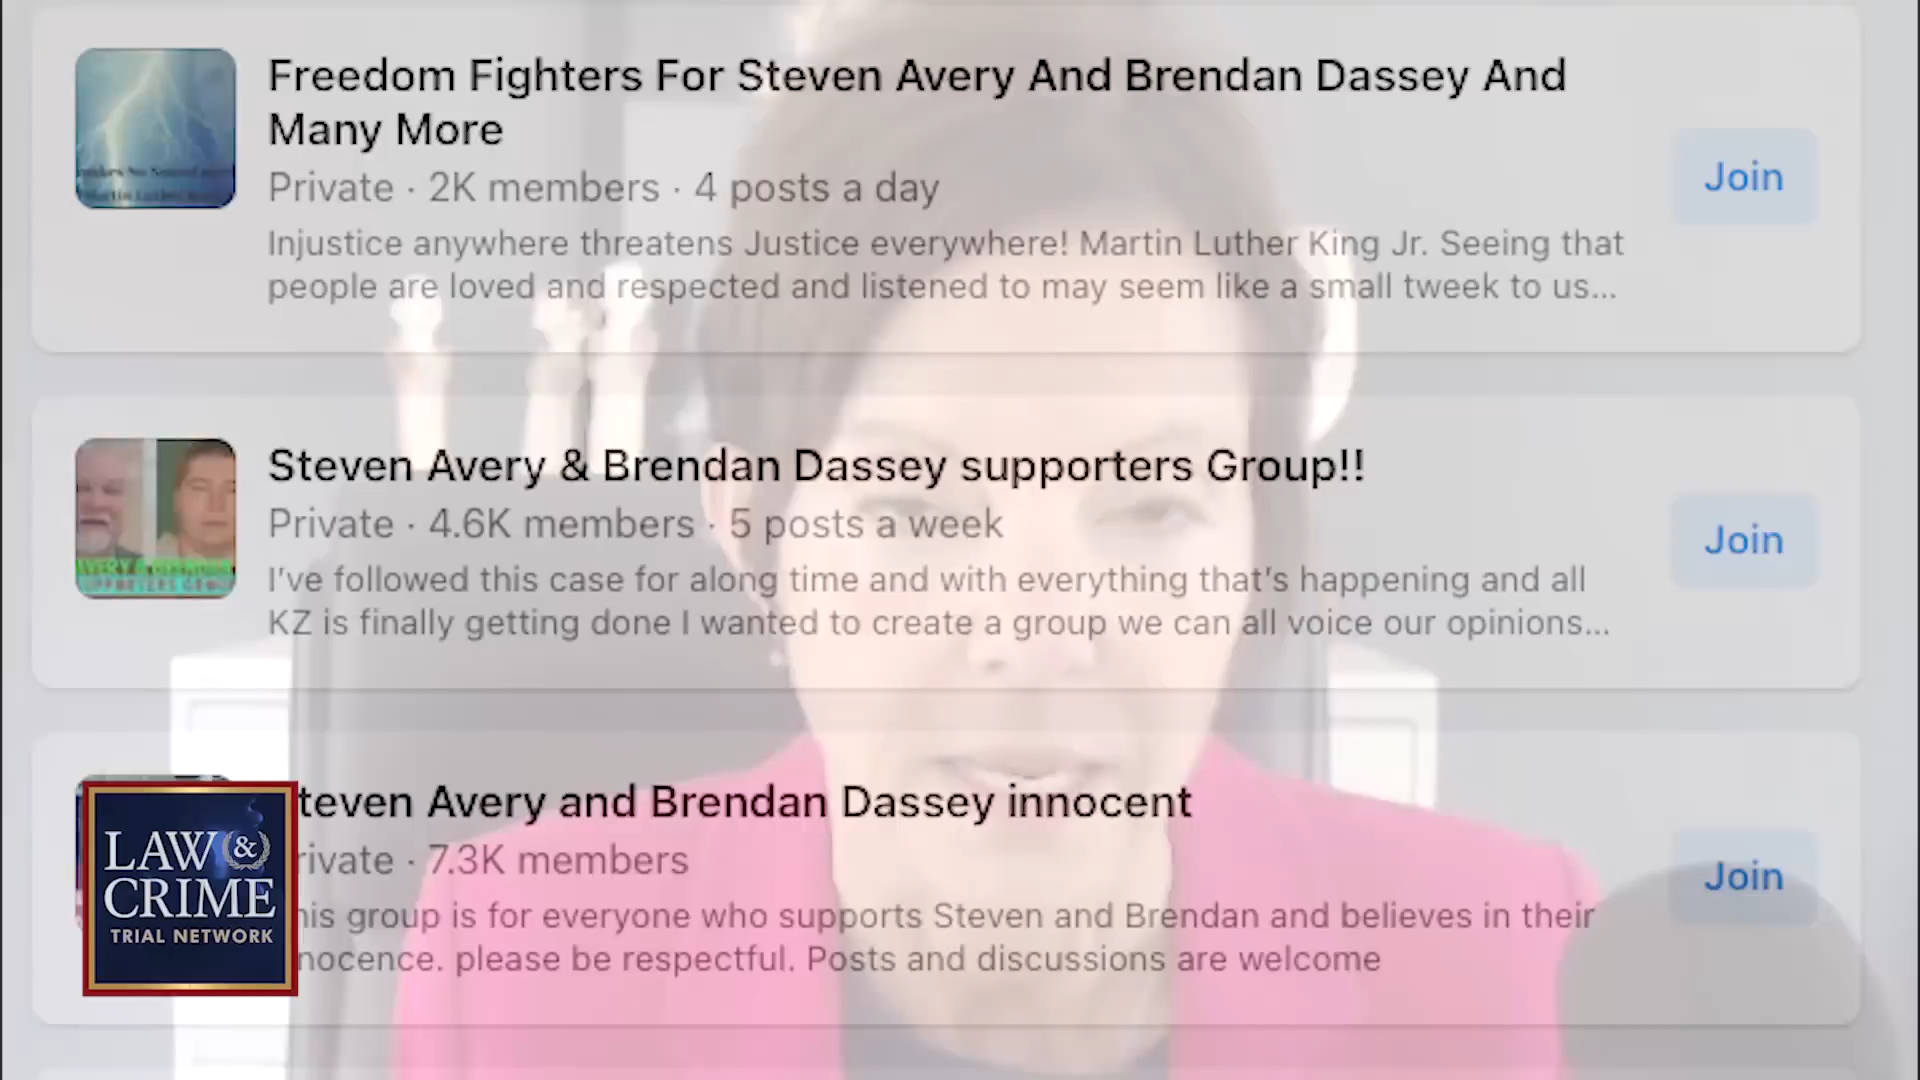 Freedom Fighters For Steven Avery And Brendan Dassey And
Many More
Private · 2K members · 4 posts a day
Injustice anywhere threatens Justice everywhere! Martin Luther King Jr. Seeing that
people are loved and respected and listened to may seem like a small tweek to us...
Join
Steven Avery & Brendan Dassey supporters Group!!
Private · 4.6K members · 5 posts a week
I've followed this case for along time and with everything that's happening and all
KZ is finally getting done I wanted to create a group we can all voice our opinions...
Join
teven Avery and Brendan Dassey innocent
rivate · 7.3K members
his group is for everyone who supports Steven and Brendan and believes in their
nocence. please be respectful. Posts and discussions are welcome
Join
LAW &
CRIME
TRIAL NETWORK